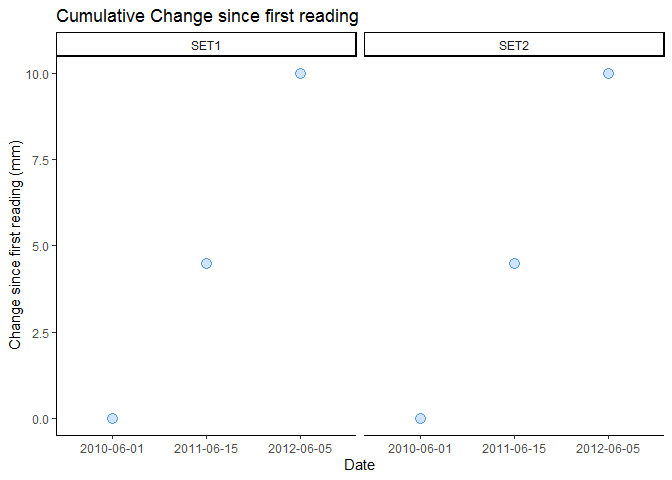 Cumulative Change since first reading
SET1
SET2
Change since first reading (mm)
10.0
7.5
5.0
2.5
0.0
2010-06-01
2011-06-15
2012-06-05
2010-06-01
2011-06-15
2012-06-05
Date